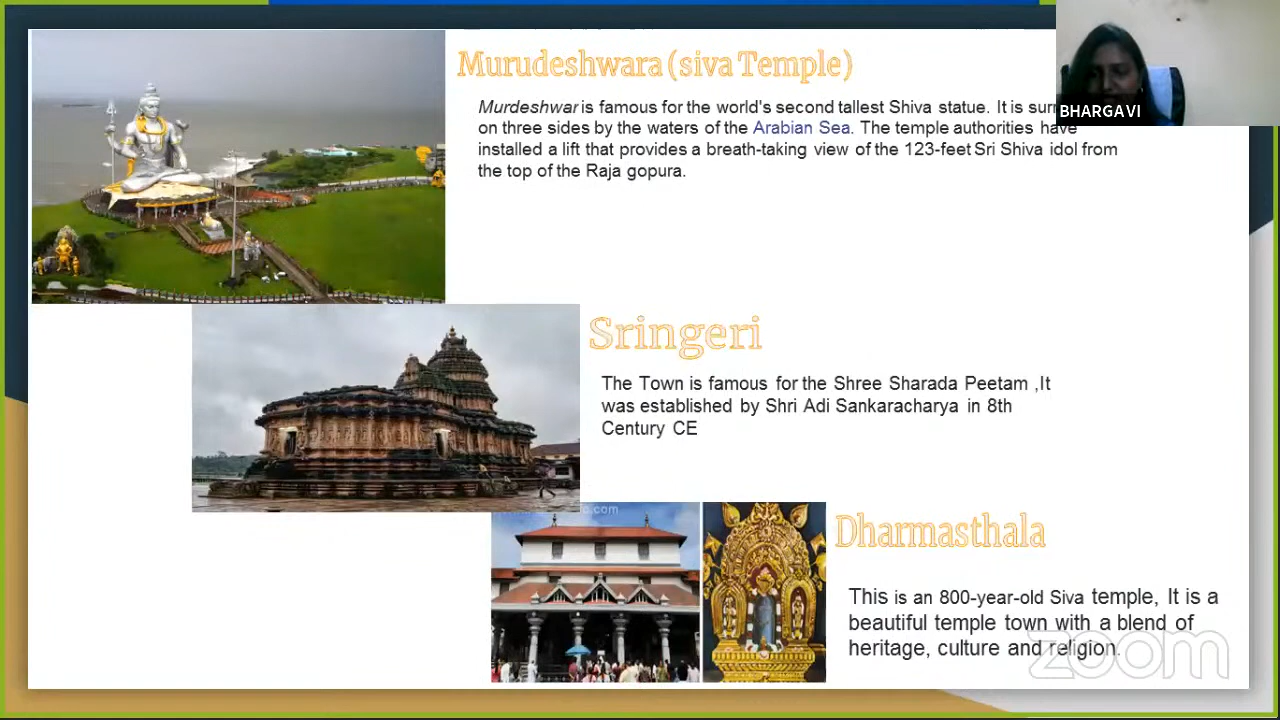 Murudeshwara (siva Temple)
BHARGAVI
Murdeshwar is famous for the world's second tallest Shiva statue. It is
on three sides by the waters of the Arabian Sea. The temple authorities have
installed a lift that provides a breath-taking view of the 123-feet Sri Shiva idol from
the top of the Raja gopura.
Sringeri
The Town is famous for the Shree Sharada Peetam ,It
was established by Shri Adi Sankaracharya in 8th
Century CE
Dharmasthala
This is an 800-year-old Siva temple, It is a
beautiful temple town with a blend of
heritage, culture and religion.
zoom